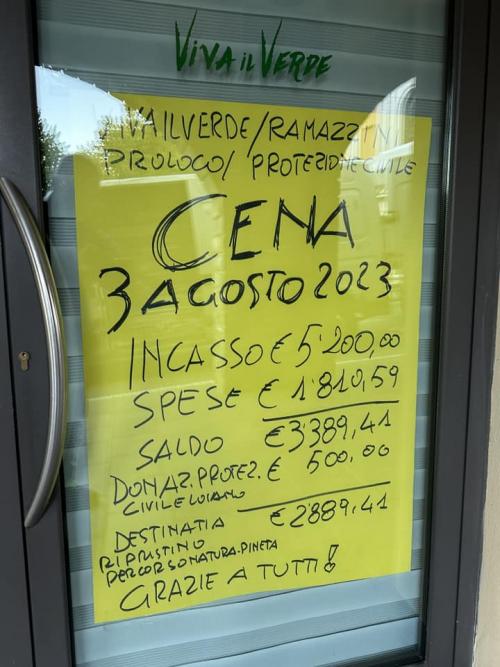 VIVA IL VERDE
VIVAILVERDE/RAMAZZINI
PROLOCO/ PROTEZIONE CIVILE
CENA
3 AGOSTO 2023
INCASSO € 5'200,00
SPESE € 1'810,59
SALDO €3'389,41
DONAZ. PROTEZ. € 500,00
CIVILE LOIANO
DESTINATI A €2'889,41
RIPRISTINO
PERCORSO NATURA-PINETA
GRAZIE A TUTTI!